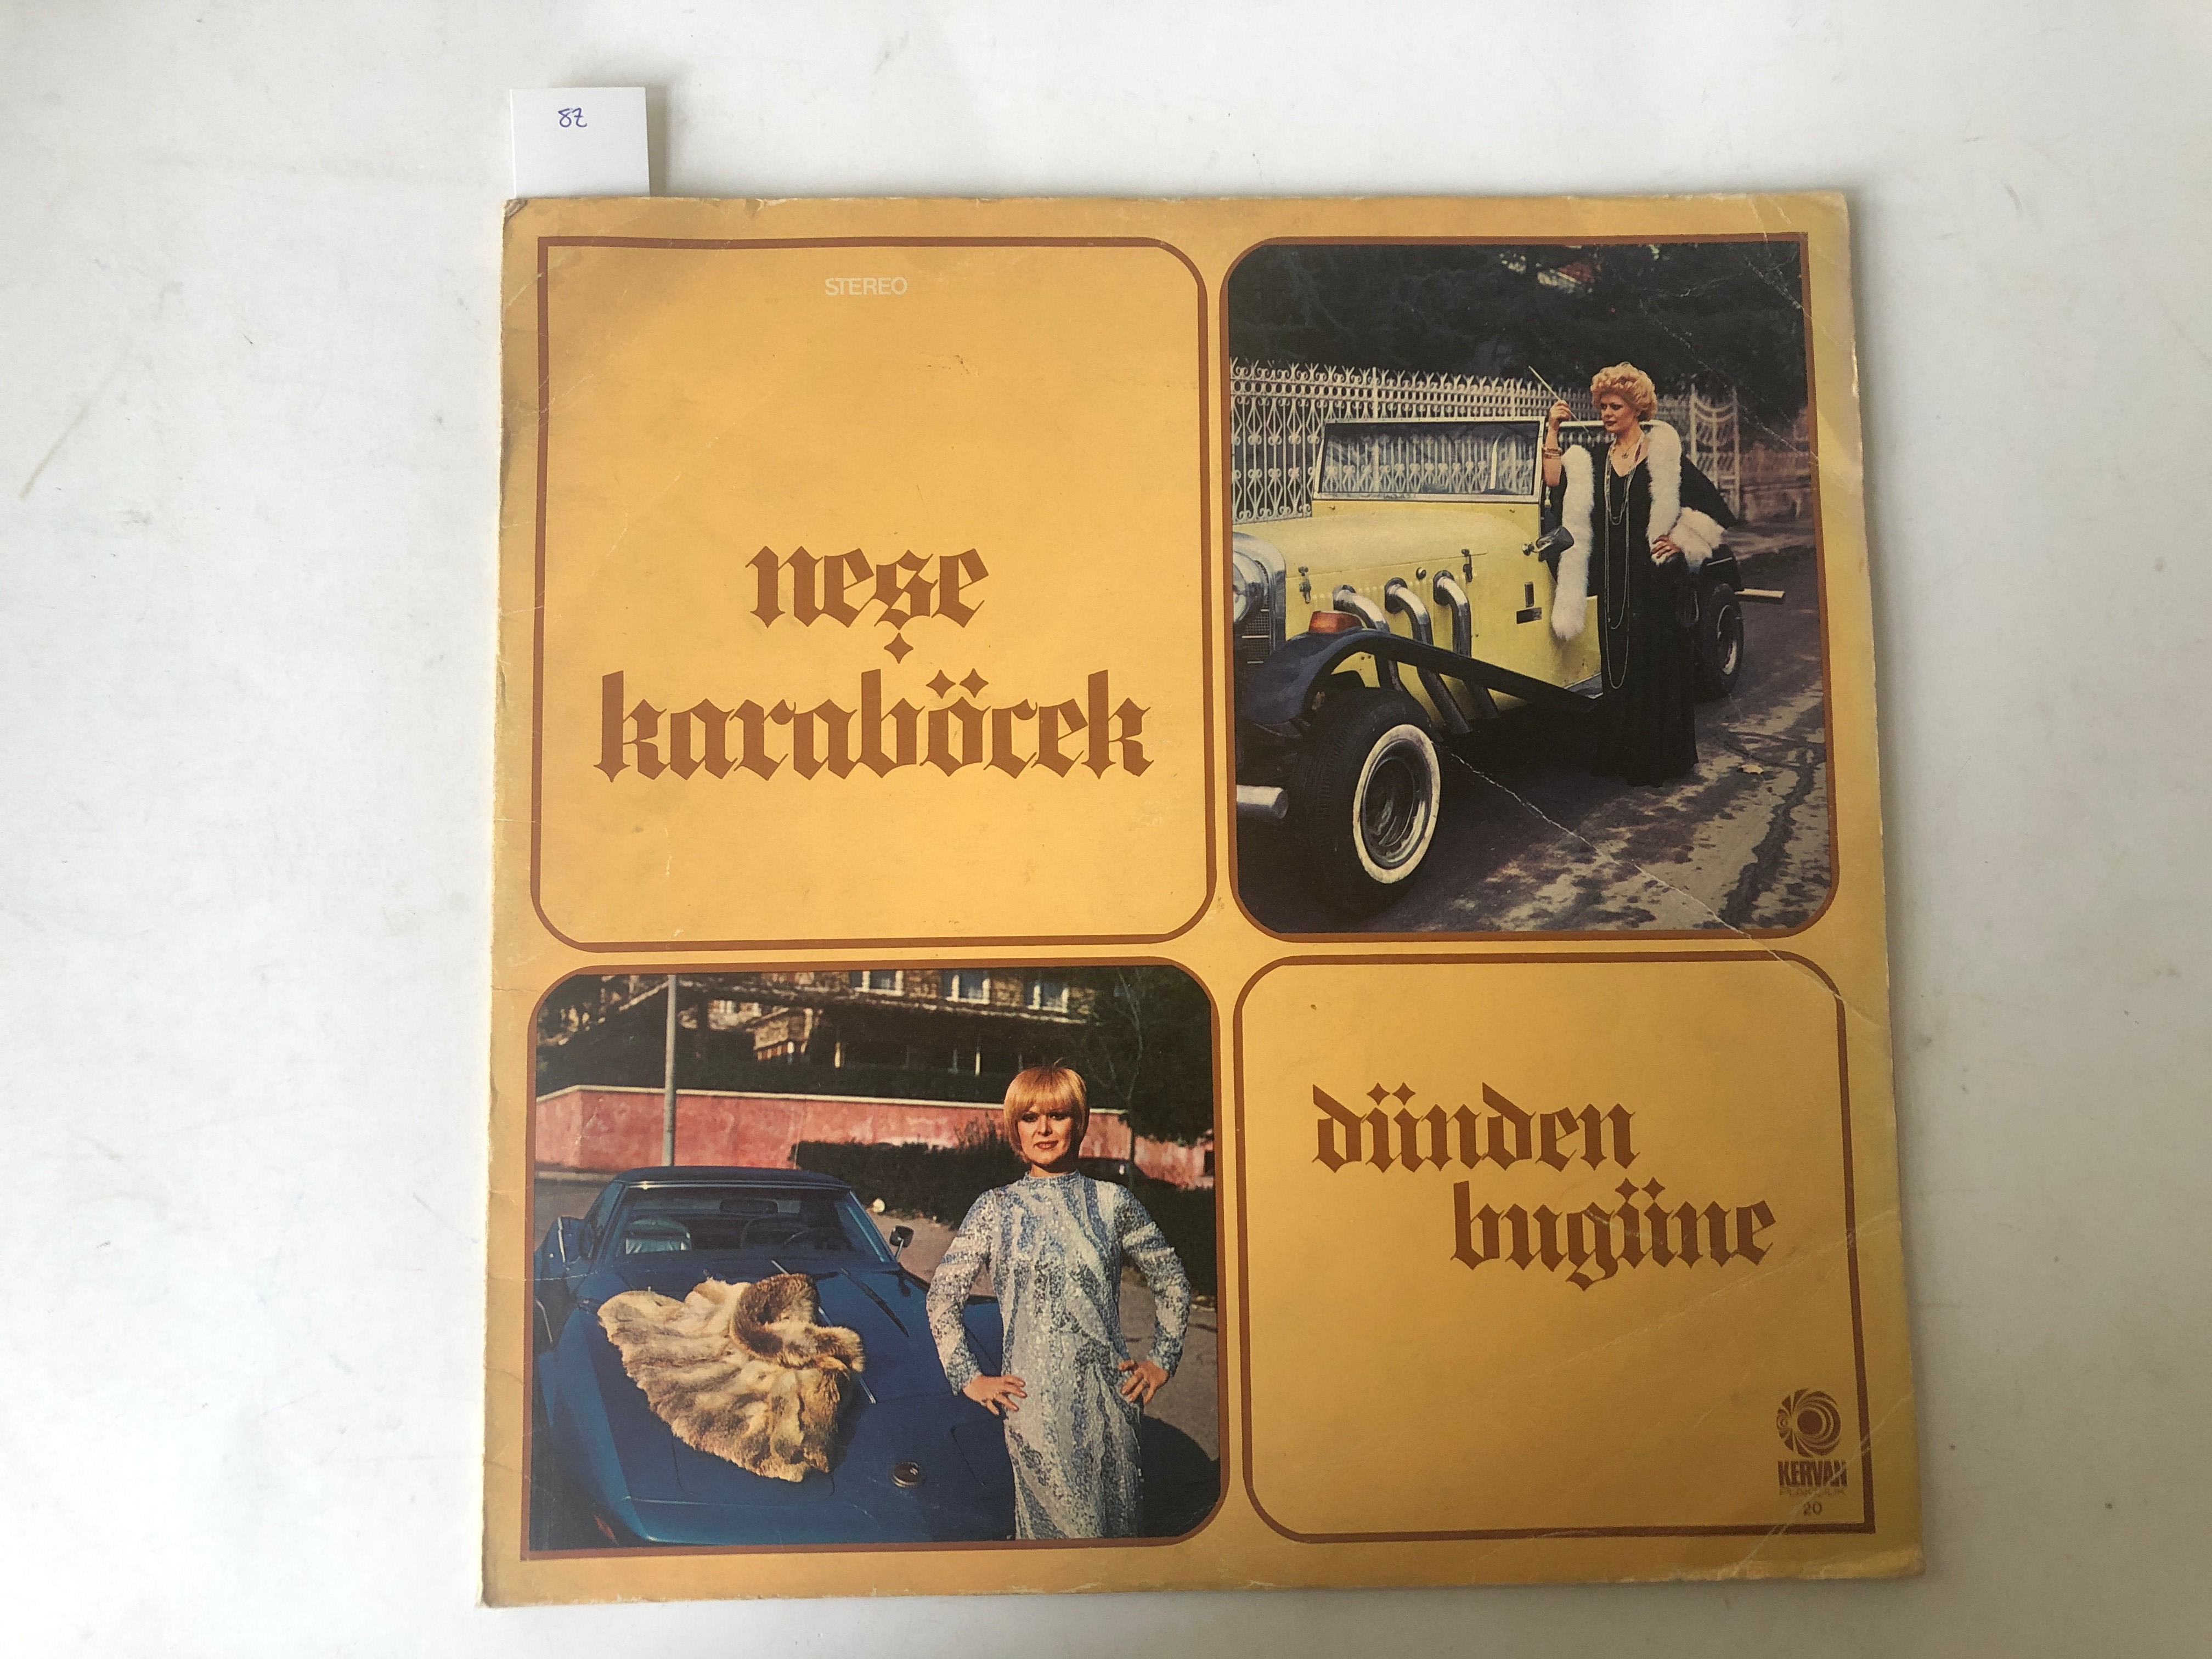 82
STEREO
neşe
karaböcek
dünden
bugüne
KERVAN
PLAKÇILIK
20